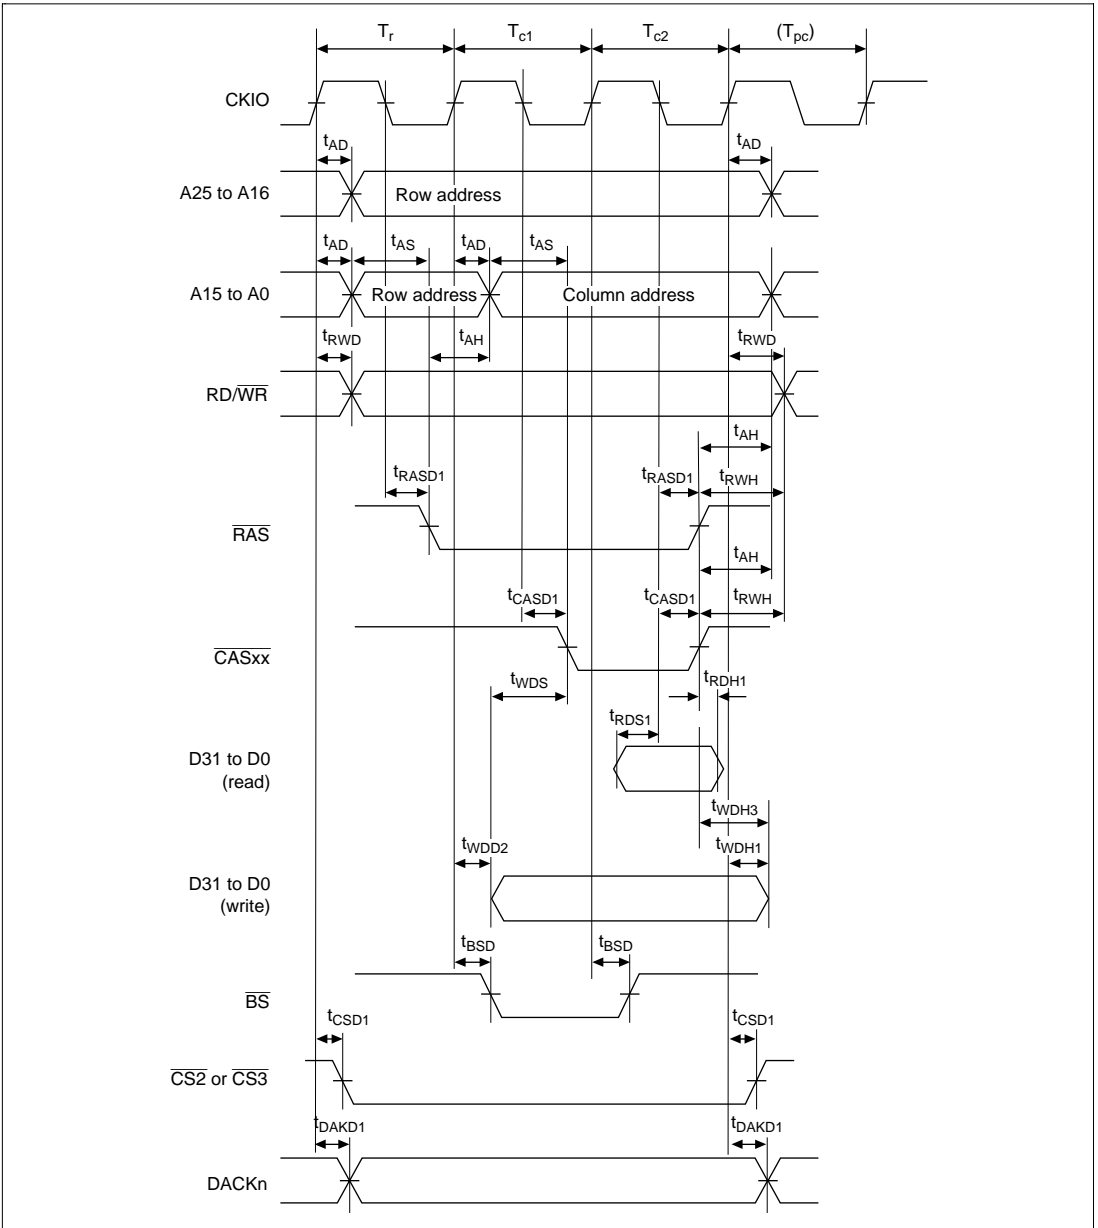 Tr Tc1 Tc2 (Tpc)
CKIO
tAD tAD
A25 to A16 Row address
tAD tAS tAD tAS
A15 to A0 Row address Column address
tRWD tAH tRWD
RD/WR
tAH
tRASD1 tRASD1 tRWH
RAS
tAH
tCASD1 tCASD1 tRWH
CASxx
tWDS tRDH1
tRDS1
D31 to D0
(read)
tWDH3
tWDD2 tWDH1
D31 to D0
(write)
tBSD tBSD
BS
tCSD1 tCSD1
CS2 or CS3
tDAKD1 tDAKD1
DACKn